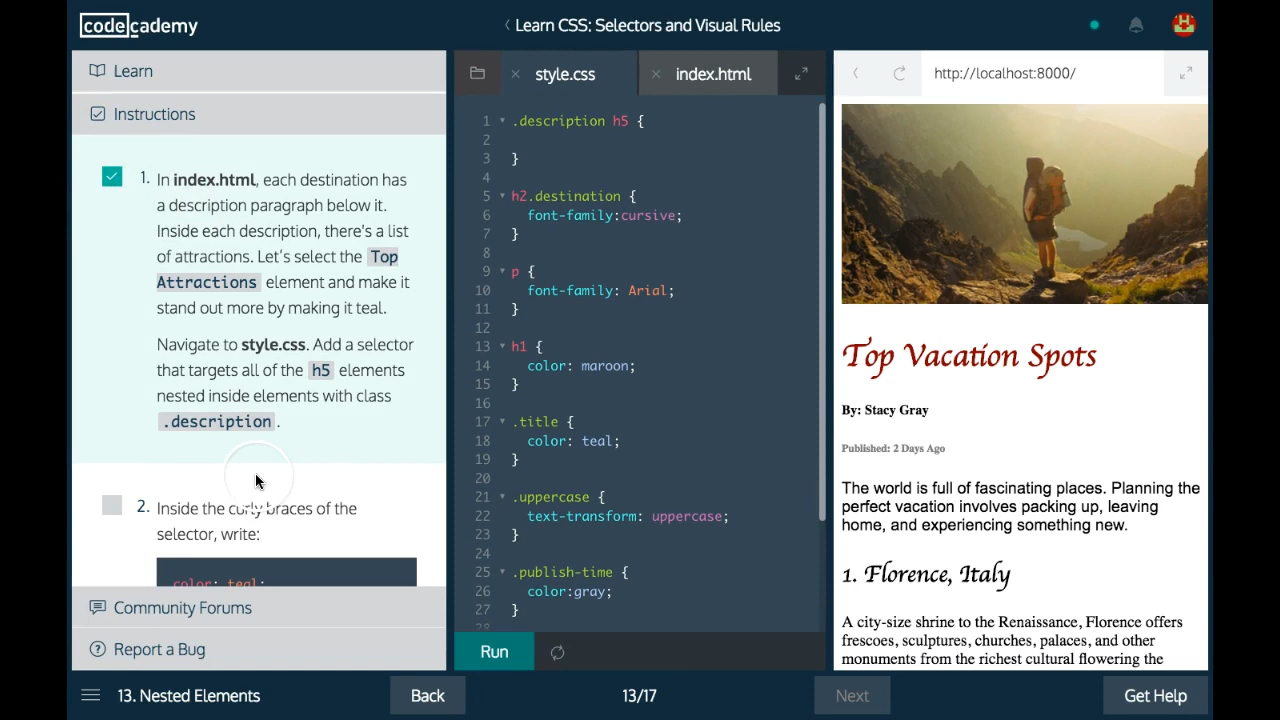 codecademy
Learn CSS: Selectors and Visual Rules
Learn
Instructions
1. In index.html, each destination has
a description paragraph below it.
Inside each description, there's a list
of attractions. Let's select the Top
Attractions element and make it
stand out more by making it teal.
Navigate to style.css. Add a selector
that targets all of the h5 elements
nested inside elements with class
.description.
2. Inside the curly braces of the
selector, write:
color: teal;
Community Forums
Report a Bug
style.css
index.html
1 .description h5 {
2
3 }
4
5 h2.destination {
6 font-family:cursive;
7 }
8
9 p {
10 font-family: Arial;
11 }
12
13 h1 {
14 color: maroon;
15 }
16
17 .title {
18 color: teal;
19 }
20
21 .uppercase {
22 text-transform: uppercase;
23 }
24
25 .publish-time {
26 color:gray;
27 }
28
Run
http://localhost:8000/
Top Vacation Spots
By: Stacy Gray
Published: 2 Days Ago
The world is full of fascinating places. Planning the
perfect vacation involves packing up, leaving
home, and experiencing something new.
1. Florence, Italy
A city-size shrine to the Renaissance, Florence offers
frescoes, sculptures, churches, palaces, and other
monuments from the richest cultural flowering the
13. Nested Elements
Back
13/17
Next
Get Help